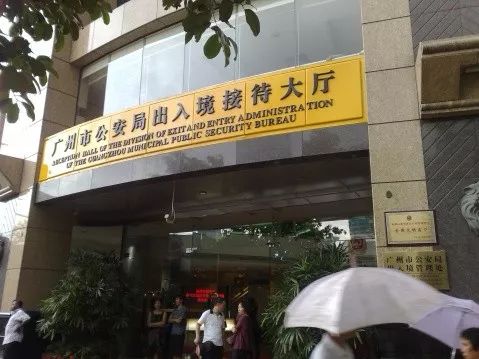 广州市公安局出入境接待大厅
RECEPTION HALL OF THE DIVISION OF EXIT AND ENTRY ADMINISTRATION
OF THE GUANGZHOU MUNICIPAL PUBLIC SECURITY BUREAU
广州市公安局
出入境管理处